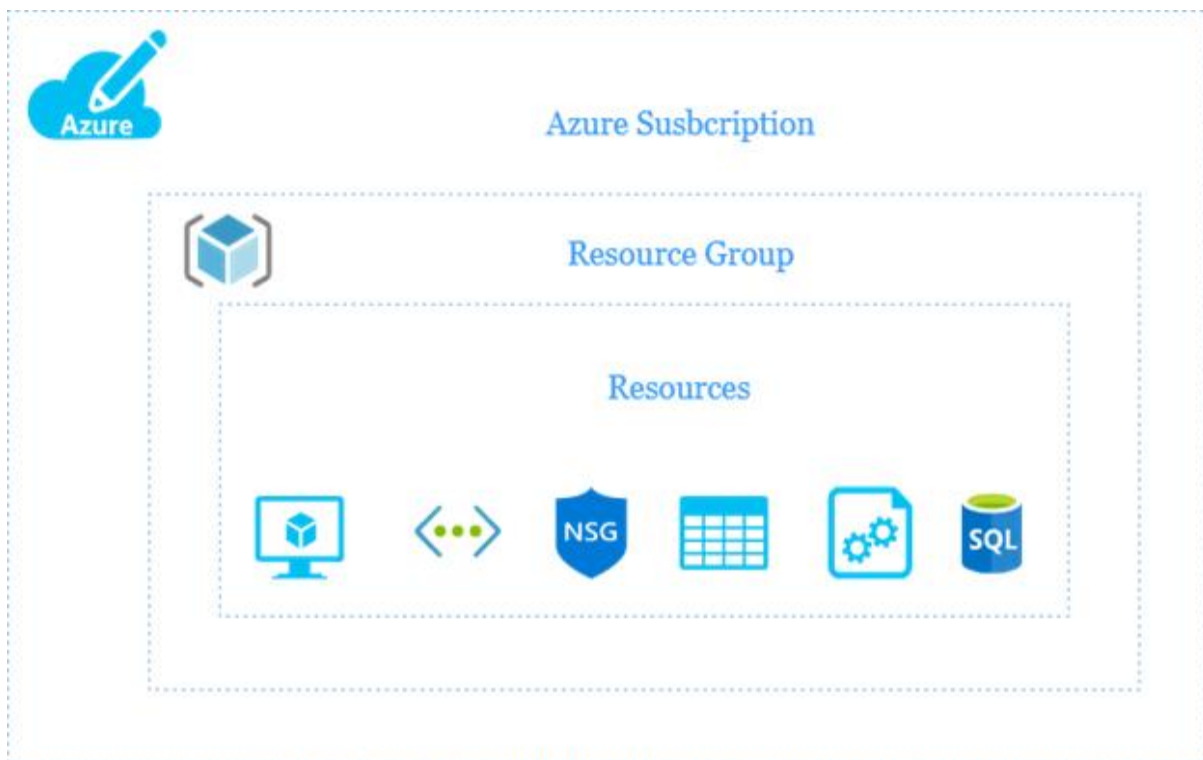 Azure
Azure Susbcription
Resource Group
Resources
NSG
SQL